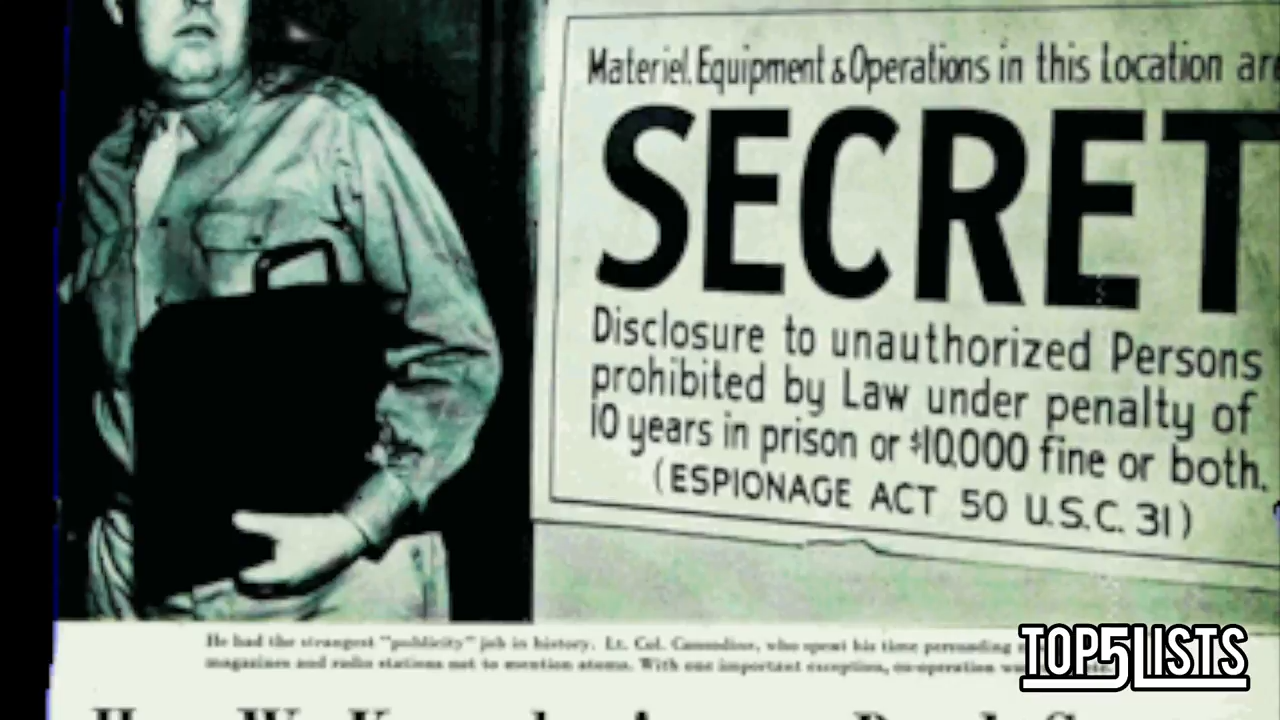 Materiel, Equipment & Operations in this Location are
SECRET
Disclosure to unauthorized Persons
prohibited by Law under penalty of
10 years in prison or $10,000 fine or both.
(ESPIONAGE ACT 50 U.S.C. 31)
He had the strangest "publicity" job in history. Lt. Col. Consodine, who spent his time persuading
magazines and radio stations not to mention atoms. With one important exception, co-operation
TOP5LISTS